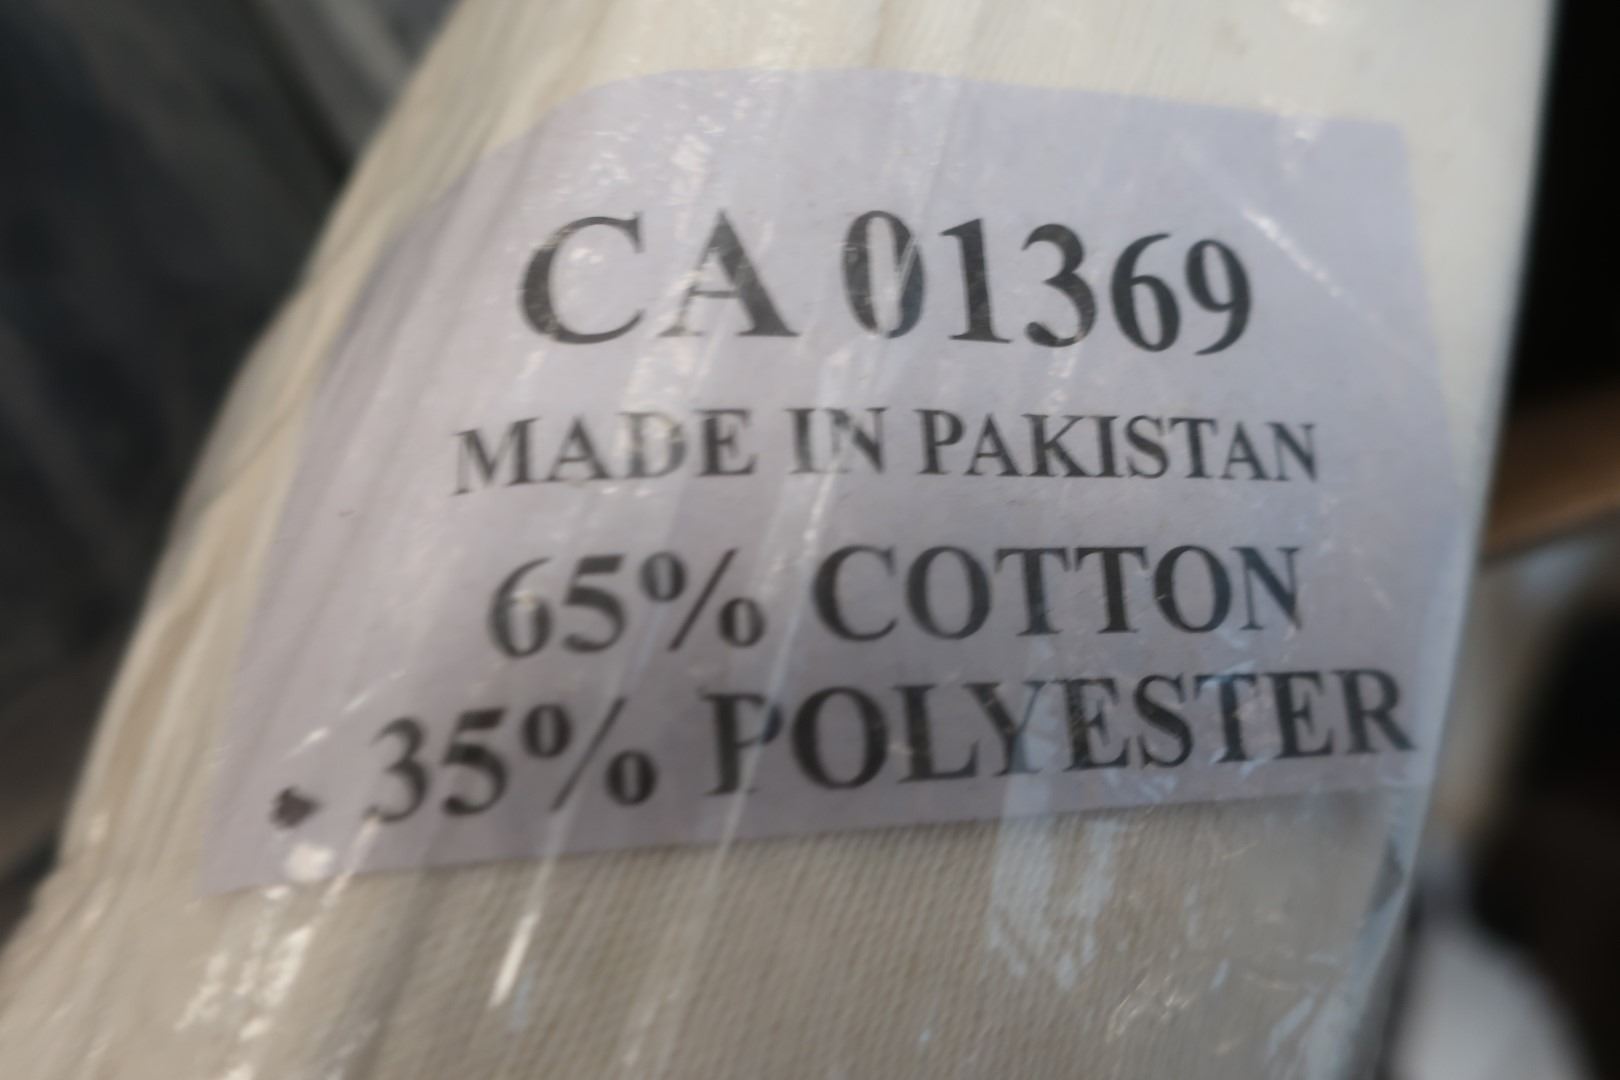 CA 01369
MADE IN PAKISTAN
65% COTTON
35% POLYESTER